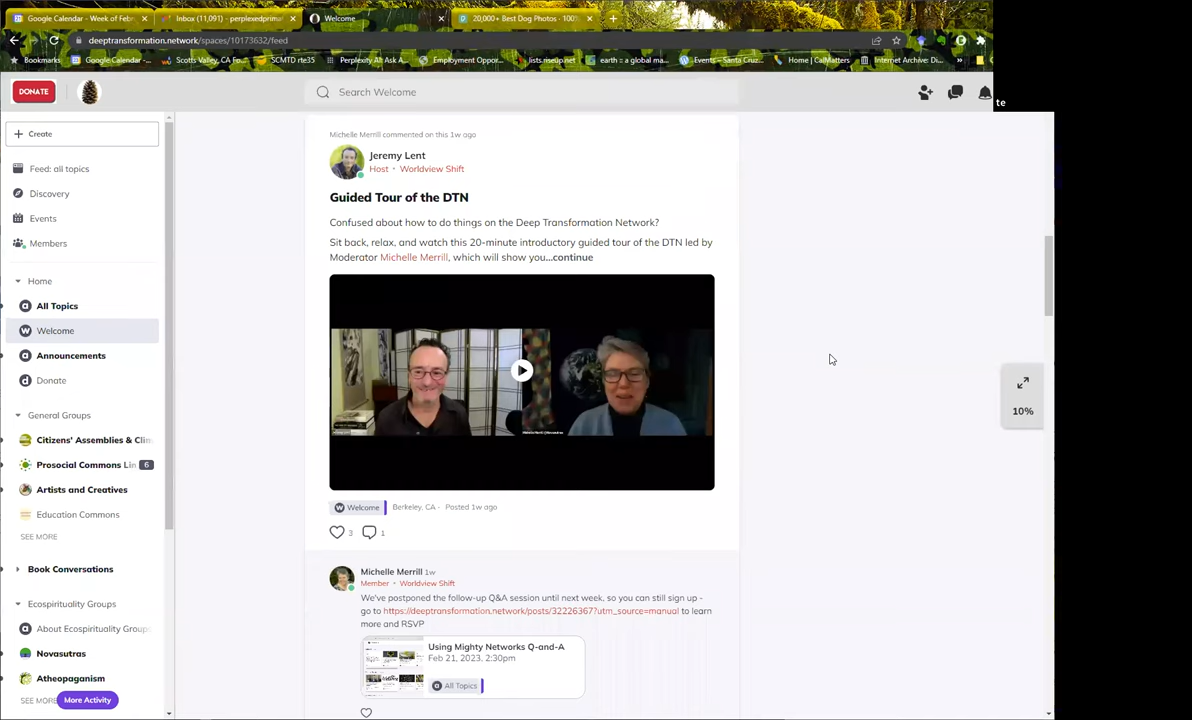 Google Calendar - Week of Feb
Inbox (11,091) - perplexedprim
Welcome
20,000+ Best Dog Photos · 100%
deeptransformation.network/spaces/10173632/feed
Bookmarks
Google Calendar -...
Scotts Valley, CA Fo...
SCMTD rte35
Perplexity AI: Ask A...
Employment Oppor...
lists.riseup.net
earth :: a global ma...
Events – Santa Cruz...
Home | CalMatters
Internet Archive: Di...
»
te
DONATE
Search Welcome
+ Create
Feed: all topics
Discovery
Events
Members
Home
All Topics
Welcome
Announcements
Donate
General Groups
Citizens' Assemblies & Clim
Prosocial Commons Lin 6
Artists and Creatives
Education Commons
SEE MORE
Book Conversations
Ecospirituality Groups
About Ecospirituality Group
Novasutras
Atheopaganism
SEE MORE
More Activity
Michelle Merrill commented on this 1w ago
Jeremy Lent
Host • Worldview Shift
Guided Tour of the DTN
Confused about how to do things on the Deep Transformation Network?
Sit back, relax, and watch this 20-minute introductory guided tour of the DTN led by
Moderator Michelle Merrill, which will show you...continue
Welcome
Berkeley, CA · Posted 1w ago
3 1
Michelle Merrill 1w
Member • Worldview Shift
We've postponed the follow-up Q&A session until next week, so you can still sign up -
go to https://deeptransformation.network/posts/32226367?utm_source=manual to learn
more and RSVP
Using Mighty Networks Q-and-A
Feb 21, 2023, 2:30pm
All Topics
10%